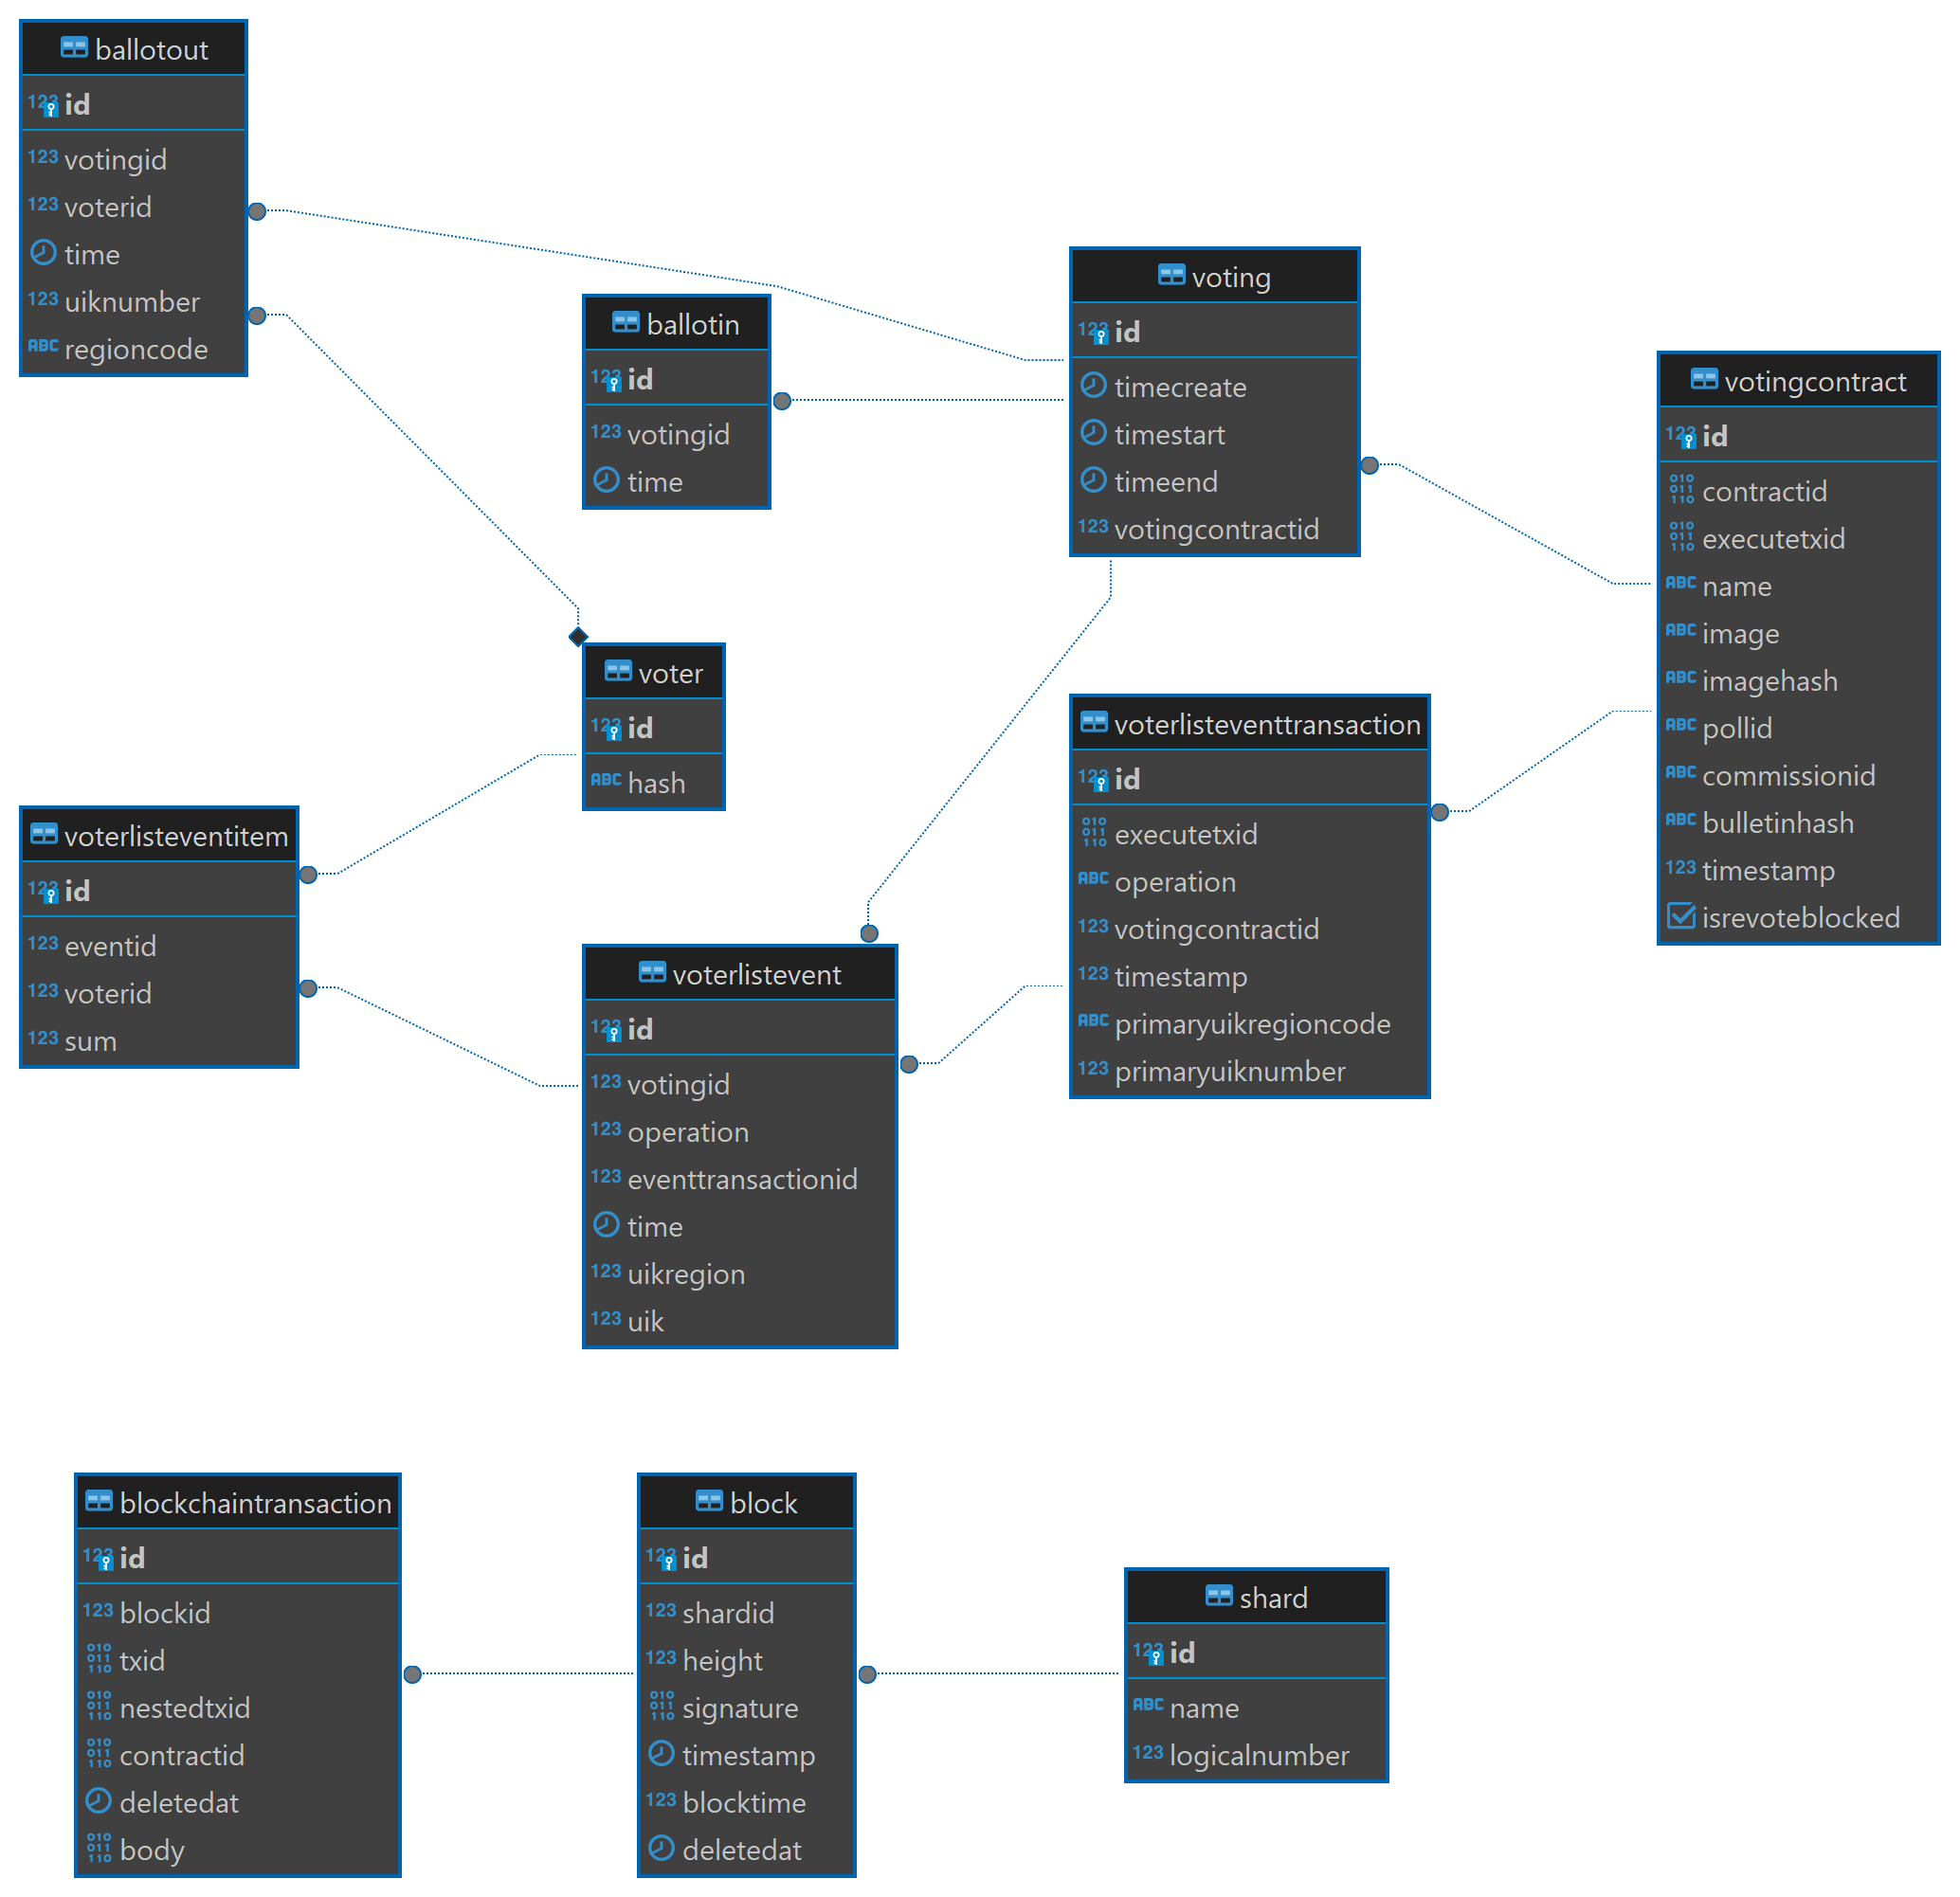 ballotout
id
votingid
voterid
time
uiknumber
regioncode
ballotin
id
votingid
time
voting
id
timecreate
timestart
timeend
votingcontractid
votingcontract
id
contractid
executetxid
name
image
imagehash
pollid
commissionid
bulletinhash
timestamp
isrevoteblocked
voter
id
hash
voterlisteventtransaction
id
executetxid
operation
votingcontractid
timestamp
primaryuikregioncode
primaryuiknumber
voterlisteventitem
id
eventid
voterid
sum
voterlistevent
id
votingid
operation
eventtransactionid
time
uikregion
uik
blockchaintransaction
id
blockid
txid
nestedtxid
contractid
deletedat
body
block
id
shardid
height
signature
timestamp
blocktime
deletedat
shard
id
name
logicalnumber